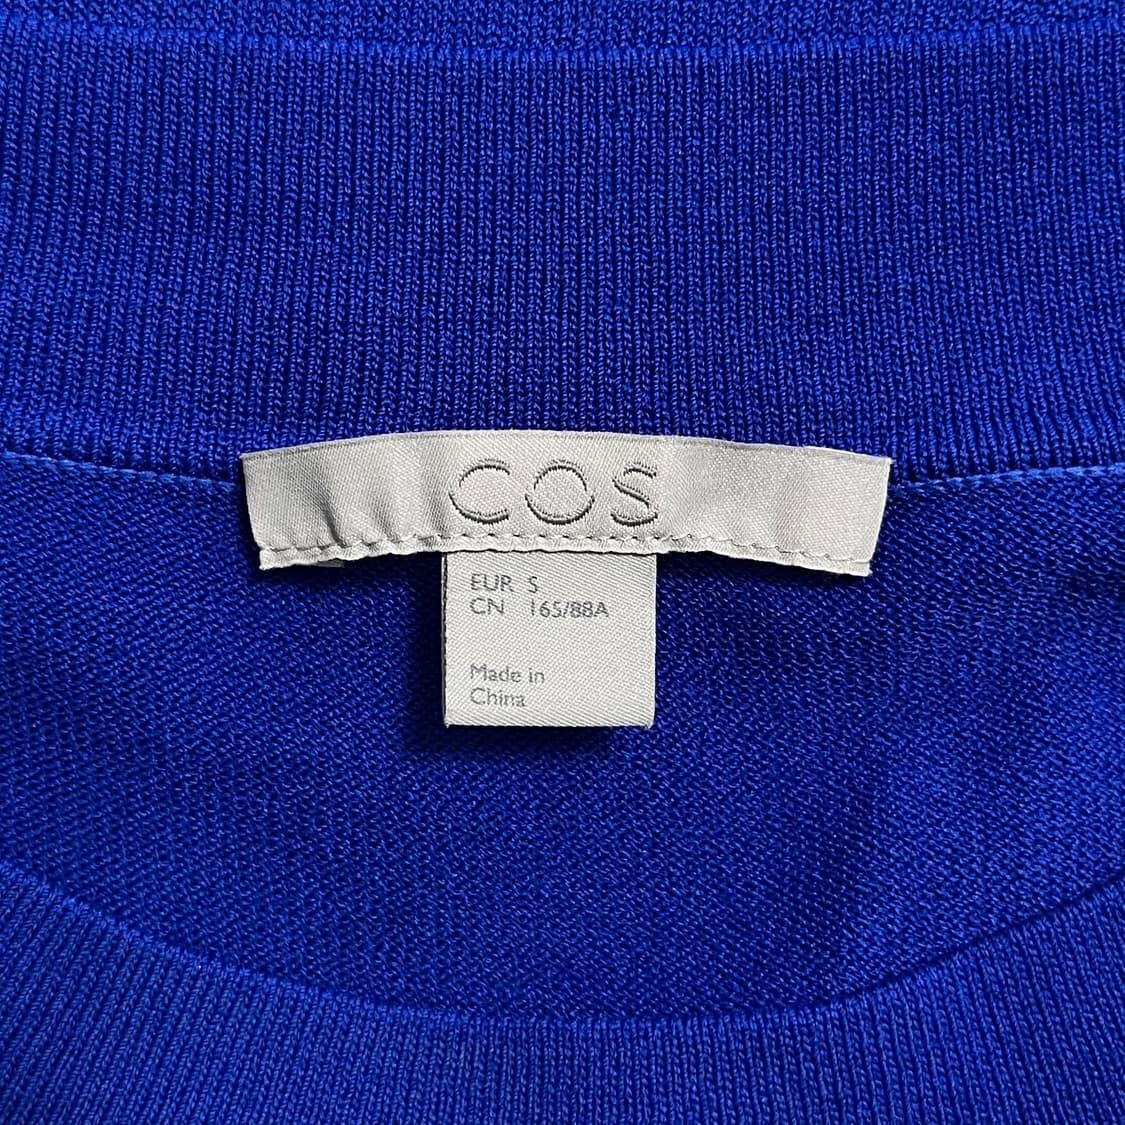 COS
EUR S
CN 165/88A
Made in
China